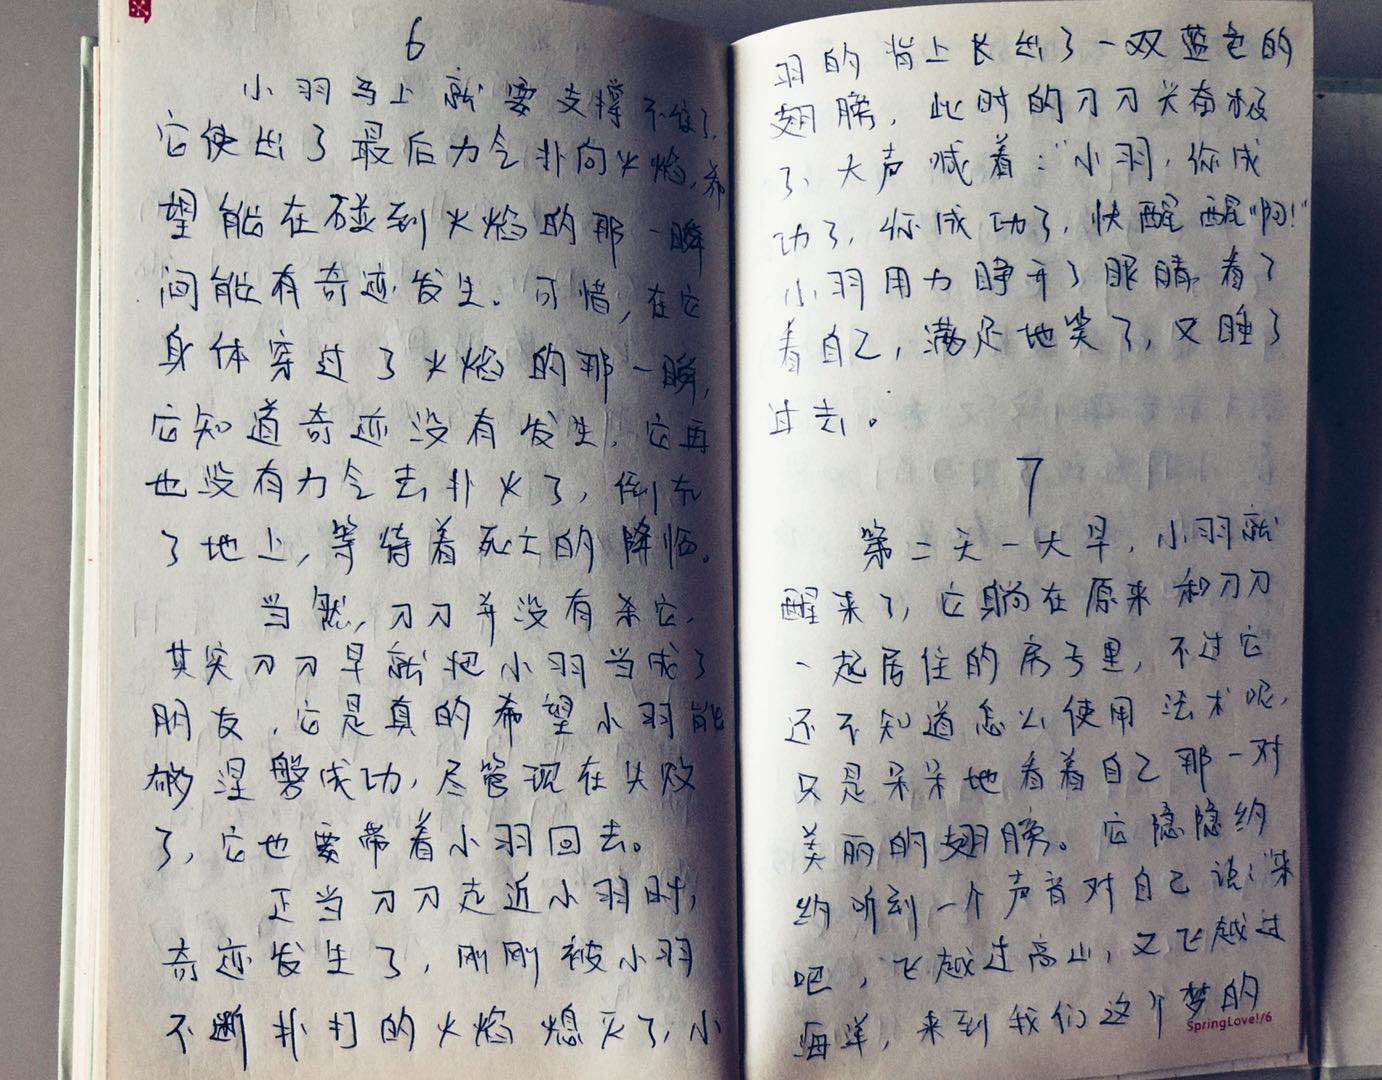 6
小羽马上就要支撑不住了,
它使出了最后力仒扑向火焰,希
望能在碰到火焰的那一瞬
间能有奇迹发生。可惜,在它
身体穿过了火焰的那一瞬,
它知道奇迹没有发生,它再
也没有力仒去扑火了,倒在
了地上,等待着死亡的降临。
当然,刀刀并没有杀它,
其实刀刀早就把小羽当成了
朋友,它是真的希望小羽能
够涅槃成功,尽管现在失败
了,它也要带着小羽回去。
正当刀刀走近小羽时,
奇迹发生了,刚刚被小羽
不断扑打的火焰熄灭了,小
羽的背上长出了一双蓝色的
翅膀,此时的刀刀兴奋极
了,大声喊着:"小羽,你成
功了,你成功了,快醒醒啊!"
小羽用力睁开了眼睛,看了
看自己,满足地笑了,又睡了
过去。
7
第二天一大早,小羽就
醒来了,它躺在原来和刀刀
一起居住的房子里,不过它
还不知道怎么使用法术呢,
只是呆呆地看着自己那一对
美丽的翅膀。它隐隐约
约听到一个声音对自己说:来
吧,飞越过高山,又飞越过
海洋,来到我们这个梦的
SpringLove!/6